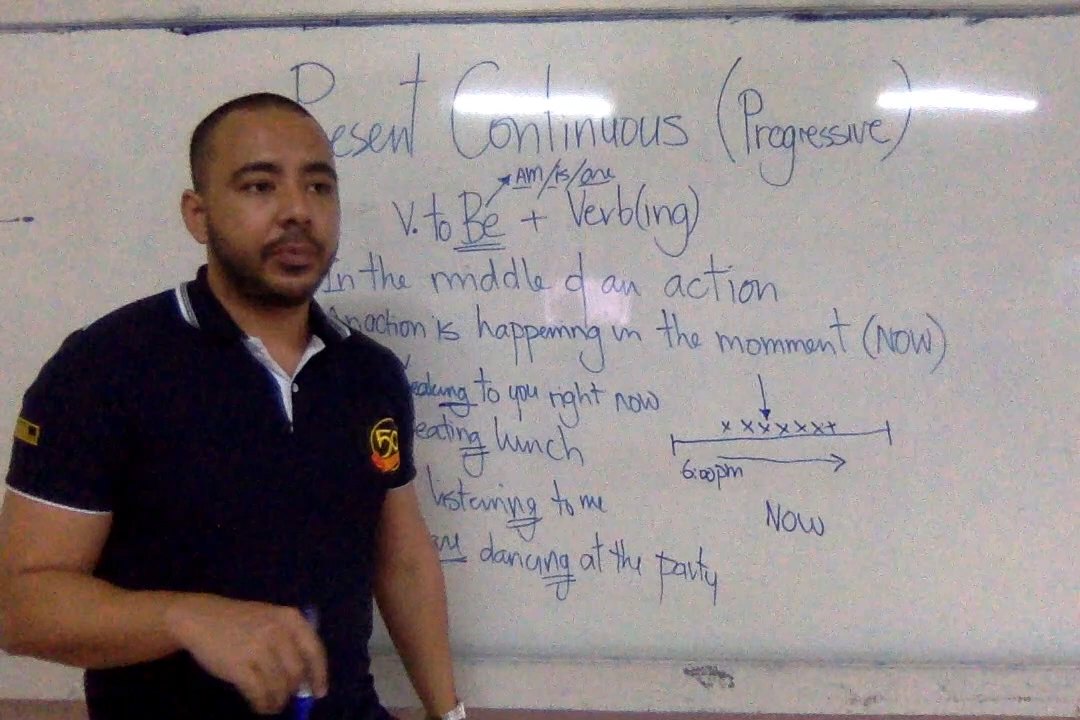 Present Continuous (Progressive)
Am/is/are
V. to Be + Verb(ing)
In the middle of an action
An action is happening in the momment (NOW)
to you right now
eating lunch
listening to me
are dancing at the party
x x x x x x x
6:00pm
NOW
50